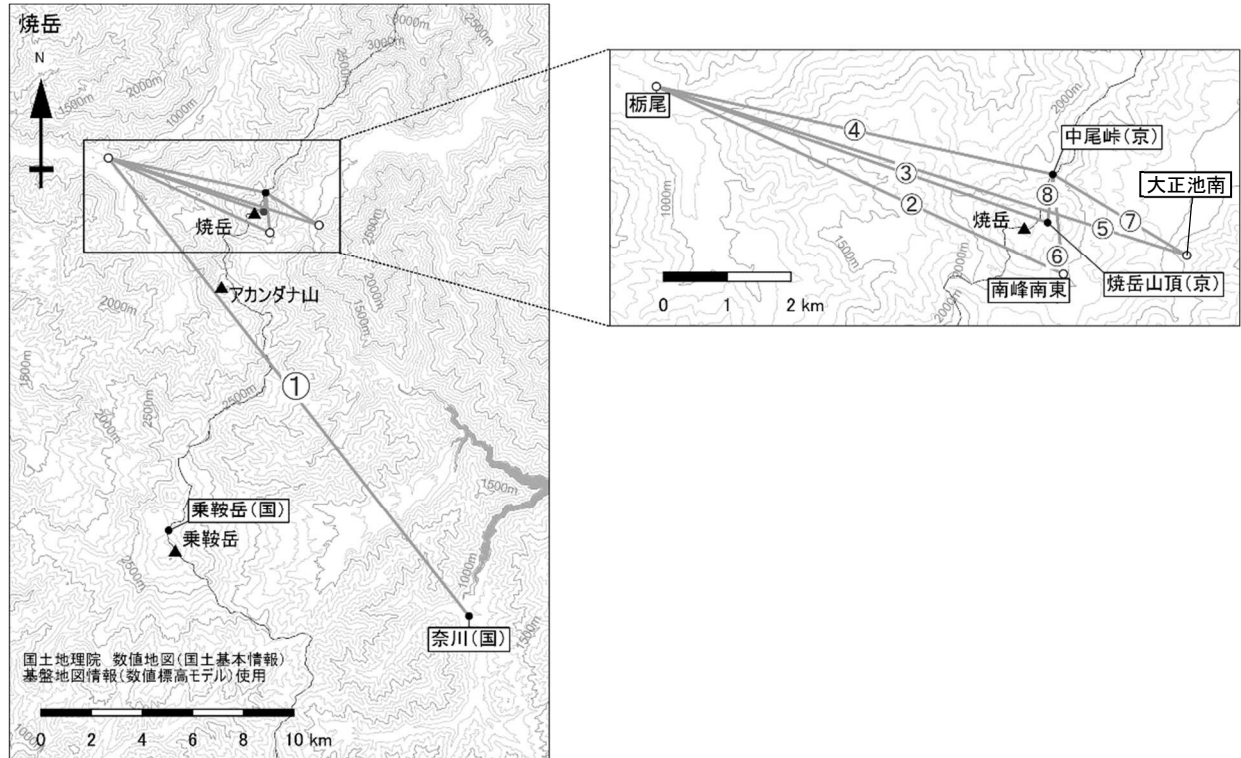 焼岳
N
3000m
2500m
2000m
2500m
3000m
1500m
1000m
焼岳
2500m
アカンダナ山
2000m
1500m
①
2500m
2500m
2000m
1500m
乗鞍岳(国)
乗鞍岳
2500m
1000m
奈川(国)
1500m
国土地理院 数値地図(国土基本情報)
基盤地図情報(数値標高モデル)使用
1000m
0 2 4 6 8 10 km
栃尾
2000m
④
中尾峠(京)
③
⑧
大正池南
②
1000m
焼岳
⑦
⑤
1500m
⑥
2000m
南峰南東
焼岳山頂(京)
2000m
0 1 2 km